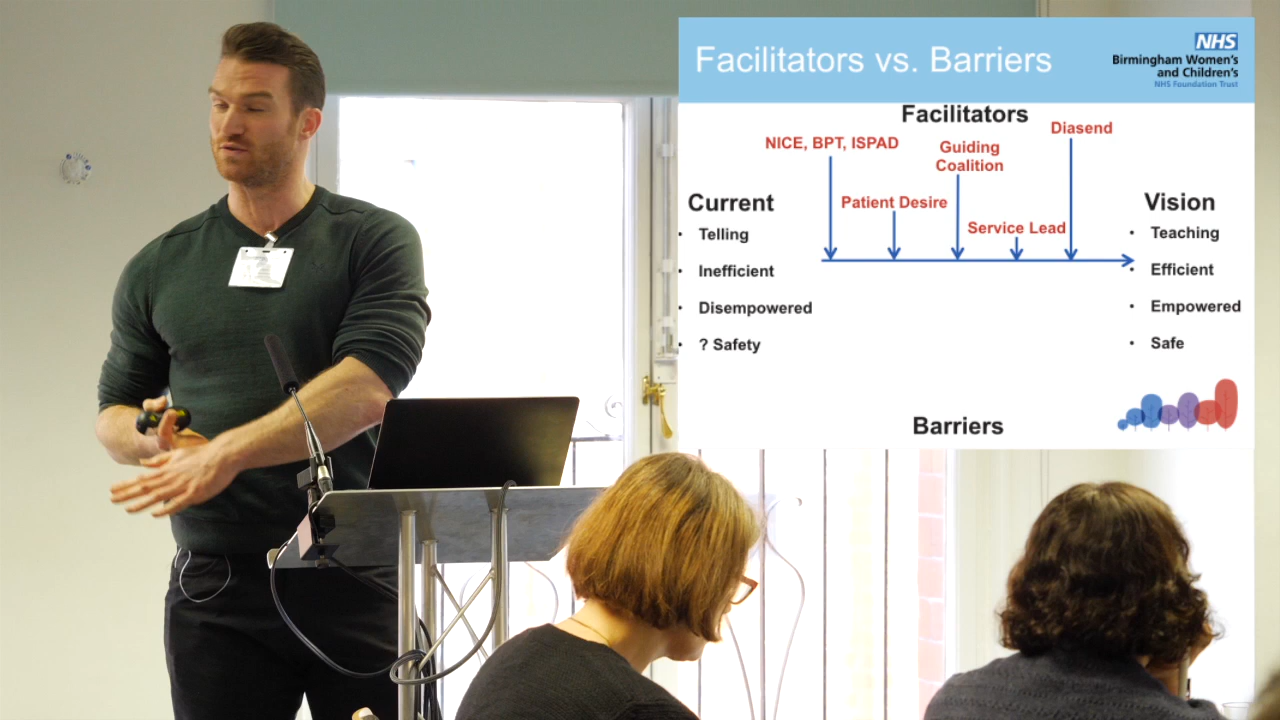 Facilitators vs. Barriers
NHS
Birmingham Women's
and Children's
NHS Foundation Trust
Facilitators
Diasend
NICE, BPT, ISPAD
Guiding
Coalition
Patient Desire
Service Lead
Current
• Telling
• Inefficient
• Disempowered
• ? Safety
Vision
• Teaching
• Efficient
• Empowered
• Safe
Barriers